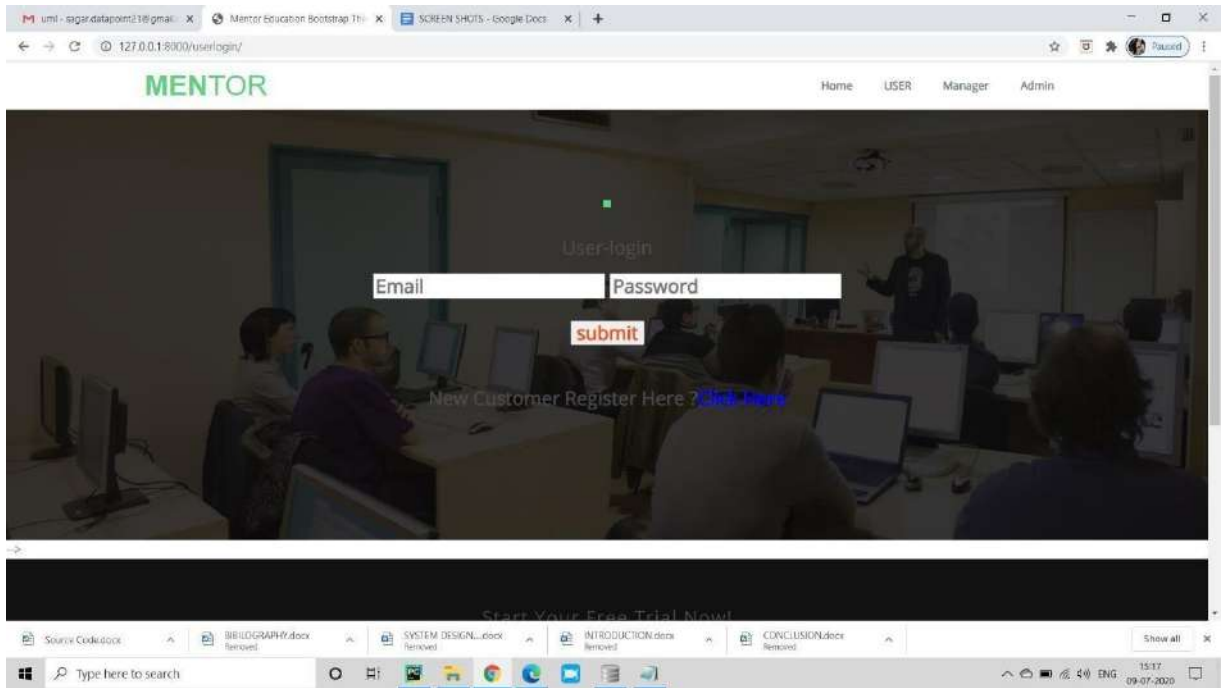 uml - sagar.datapoint21@gmai
Mentor Education Bootstrap Th
SCREEN SHOTS - Google Docs
127.0.0.1:8000/userlogin/
Paused
MENTOR
Home USER Manager Admin
User-login
Email Password
submit
New Customer Register Here ?Click Here
-->
Start Your Free Trial Now!
Source Code.docx
BIBILOGRAPHY.docx
Removed
SYSTEM DESIGN....docx
Removed
INTRODUCTION.docx
Removed
CONCLUSION.docx
Removed
Show all
Type here to search
ENG
15:17
09-07-2020